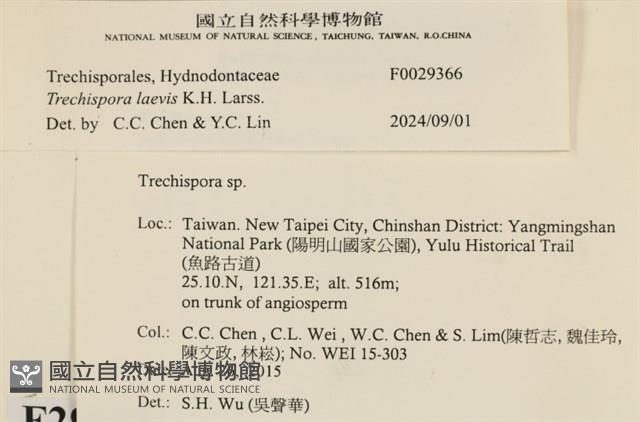 國立自然科學博物館
NATIONAL MUSEUM OF NATURAL SCIENCE, TAICHUNG, TAIWAN, R.O.CHINA
Trechisporales, Hydnodontaceae F0029366
Trechispora laevis K.H. Larss.
Det. by C.C. Chen & Y.C. Lin 2024/09/01
Trechispora sp.
Loc.: Taiwan. New Taipei City, Chinshan District: Yangmingshan
National Park (陽明山國家公園), Yulu Historical Trail
(魚路古道)
25.10.N, 121.35.E; alt. 516m;
on trunk of angiosperm
Col.: C.C. Chen , C.L. Wei , W.C. Chen & S. Lim(陳哲志, 魏佳玲,
陳文政, 林崧); No. WEI 15-303
國立自然科學博物館
NATIONAL MUSEUM OF NATURAL SCIENCE
Det.: S.H. Wu (吳聲華)